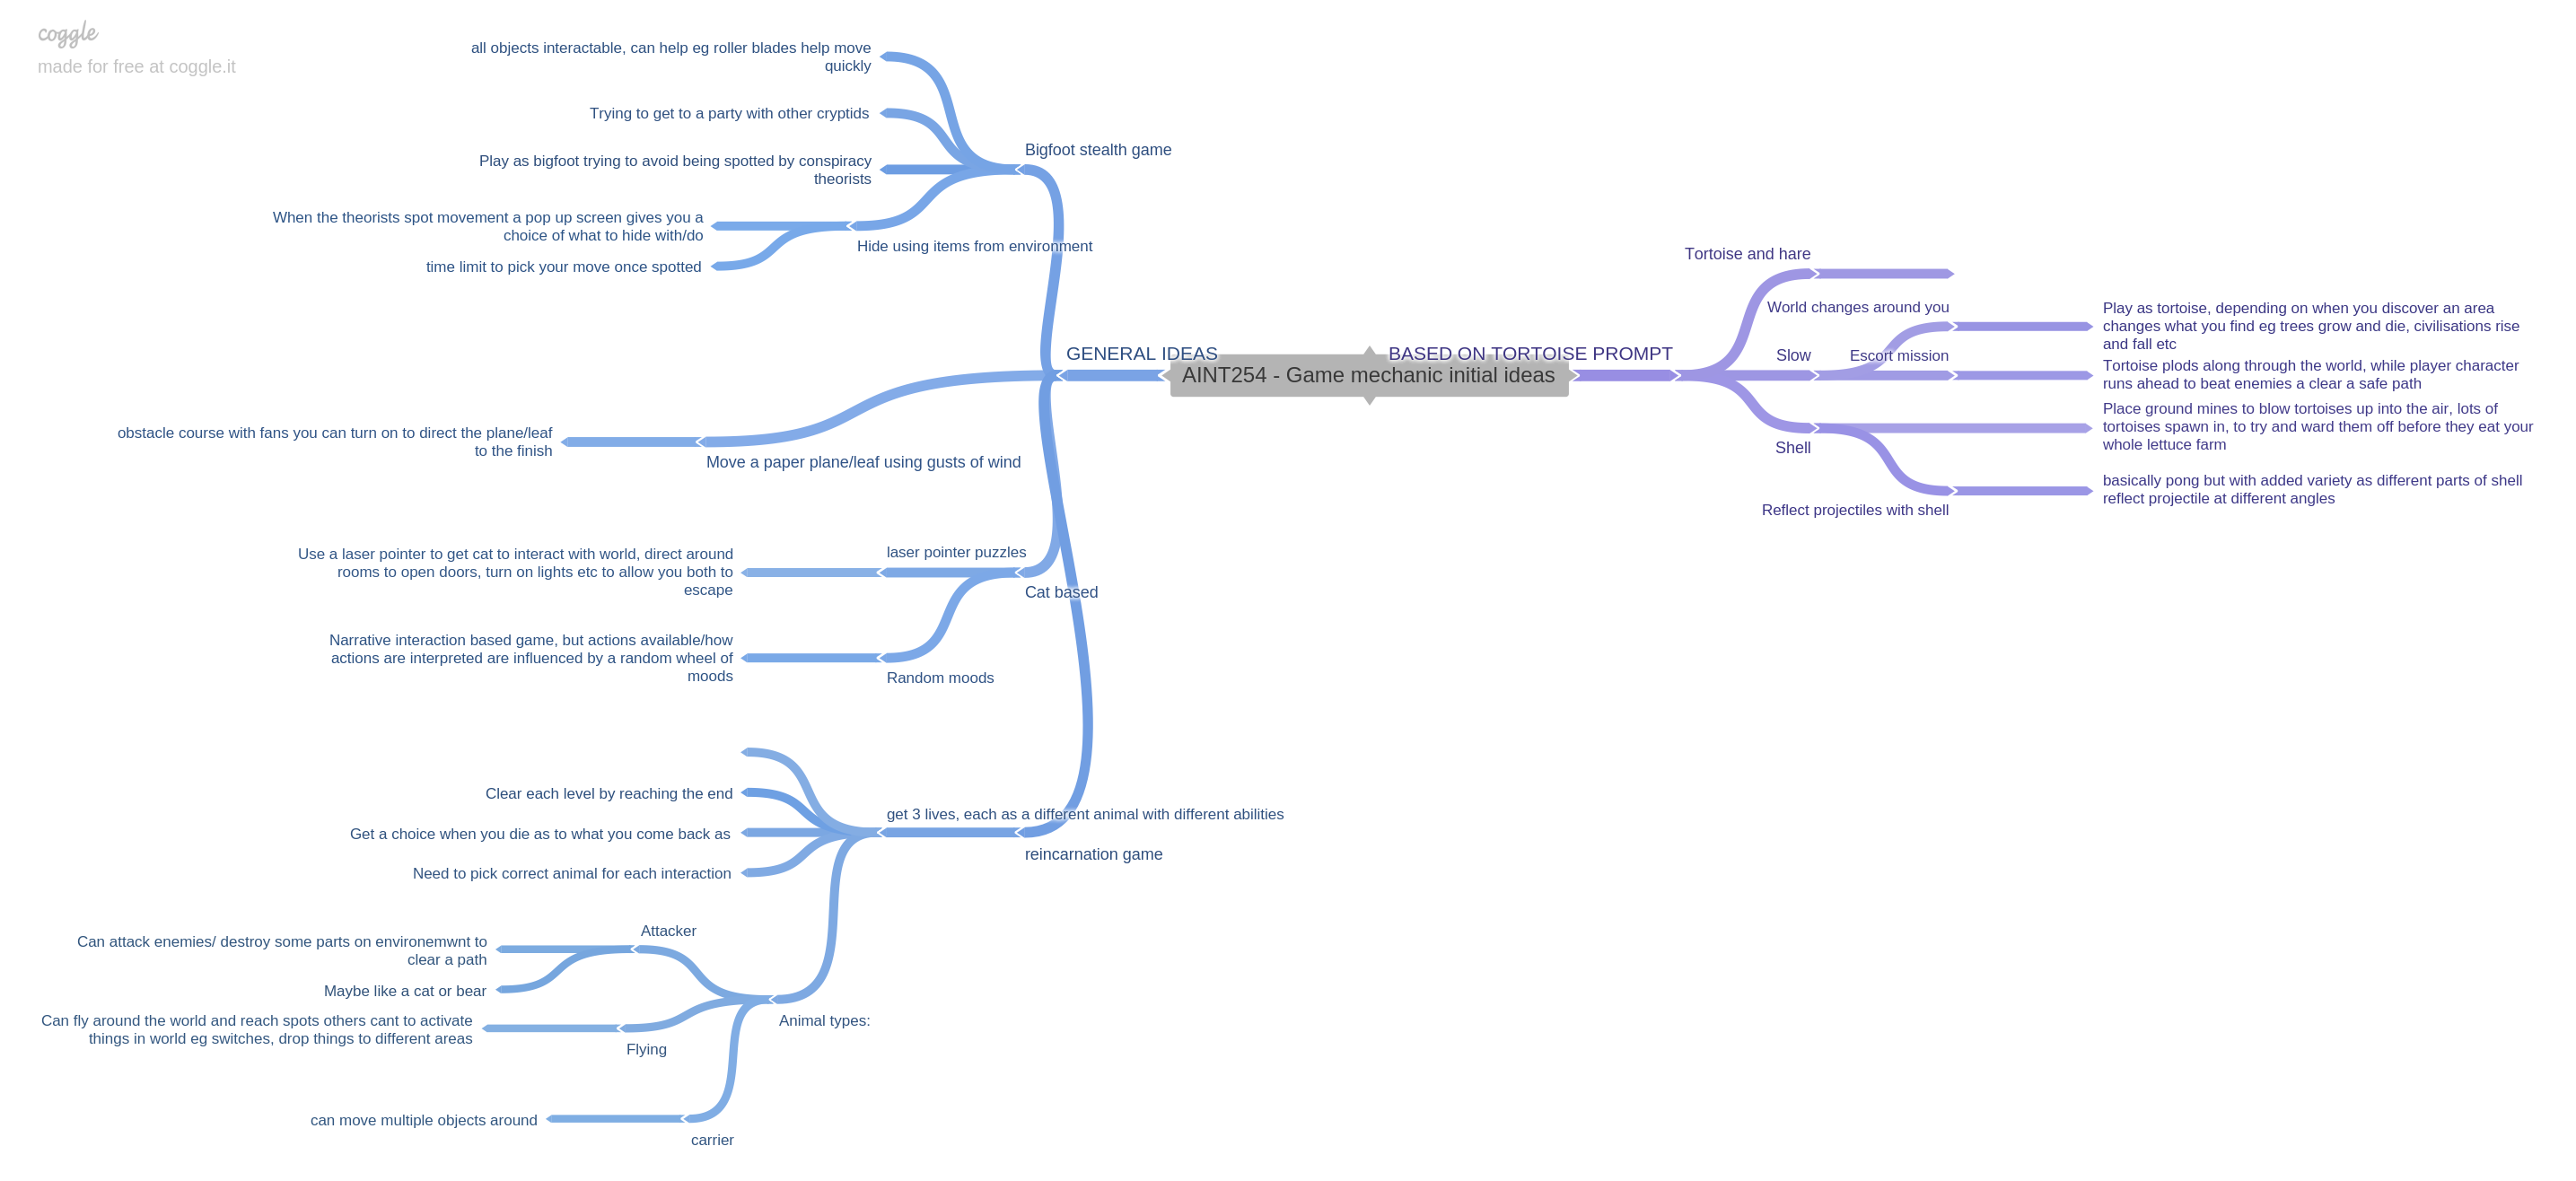 coggle
made for free at coggle.it
all objects interactable, can help eg roller blades help move
quickly
Trying to get to a party with other cryptids
Bigfoot stealth game
Play as bigfoot trying to avoid being spotted by conspiracy
theorists
When the theorists spot movement a pop up screen gives you a
choice of what to hide with/do
Hide using items from environment
time limit to pick your move once spotted
GENERAL IDEAS
AINT254 - Game mechanic initial ideas
BASED ON TORTOISE PROMPT
Tortoise and hare
World changes around you
Play as tortoise, depending on when you discover an area
changes what you find eg trees grow and die, civilisations rise
and fall etc
Slow
Escort mission
Tortoise plods along through the world, while player character
runs ahead to beat enemies a clear a safe path
Place ground mines to blow tortoises up into the air, lots of
tortoises spawn in, to try and ward them off before they eat your
whole lettuce farm
Shell
basically pong but with added variety as different parts of shell
reflect projectile at different angles
Reflect projectiles with shell
obstacle course with fans you can turn on to direct the plane/leaf
to the finish
Move a paper plane/leaf using gusts of wind
laser pointer puzzles
Use a laser pointer to get cat to interact with world, direct around
rooms to open doors, turn on lights etc to allow you both to
escape
Cat based
Narrative interaction based game, but actions available/how
actions are interpreted are influenced by a random wheel of
moods
Random moods
Clear each level by reaching the end
get 3 lives, each as a different animal with different abilities
Get a choice when you die as to what you come back as
reincarnation game
Need to pick correct animal for each interaction
Attacker
Can attack enemies/ destroy some parts on environemwnt to
clear a path
Maybe like a cat or bear
Can fly around the world and reach spots others cant to activate
things in world eg switches, drop things to different areas
Animal types:
Flying
can move multiple objects around
carrier